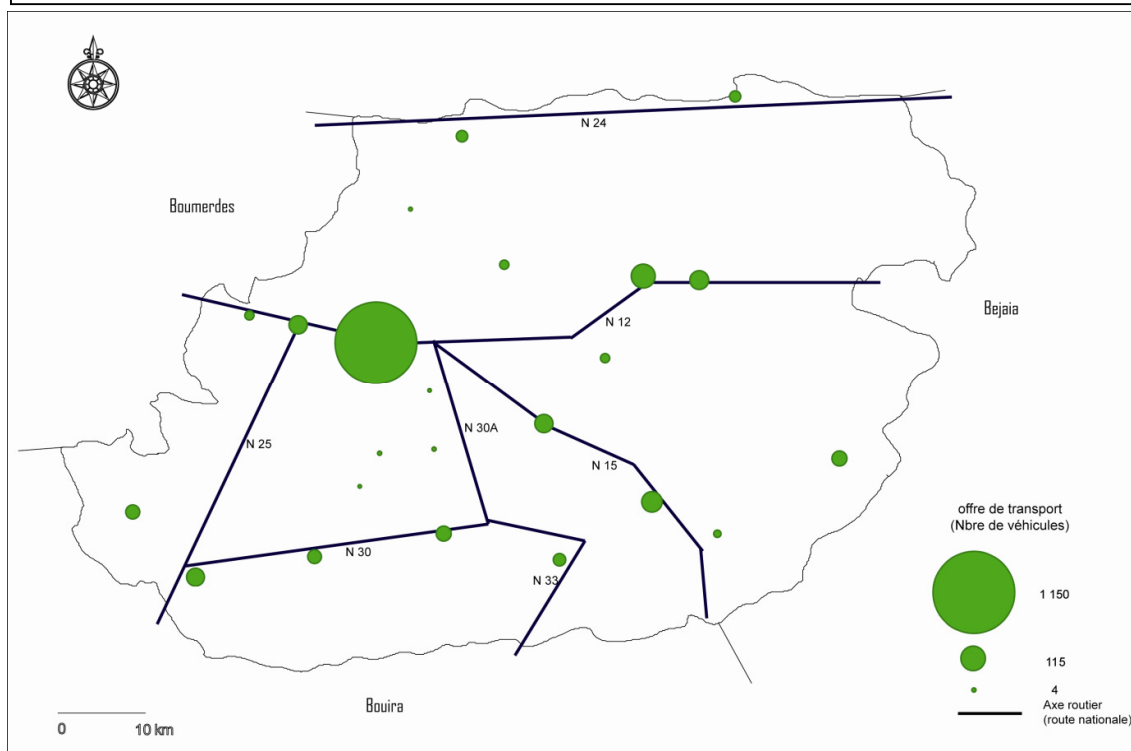 N 24
Boumerdes
Bejaia
N 12
N 30A
N 25
N 15
offre de transport
(Nbre de véhicules)
N 30
N 33
1 150
115
4
Axe routier
(route nationale)
Bouira
0 10 km